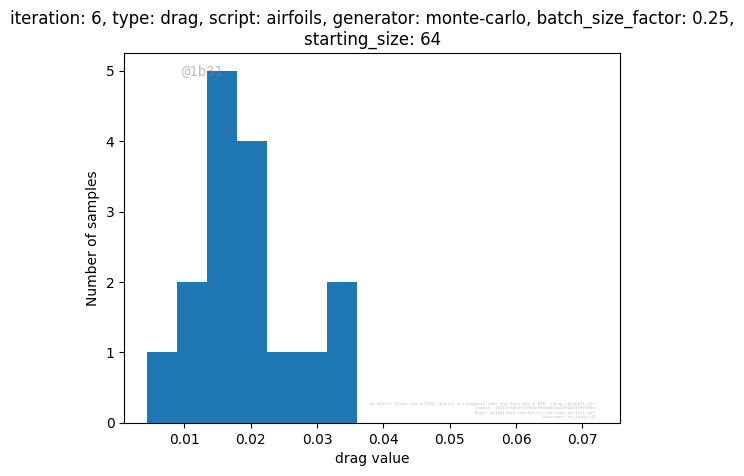 iteration: 6, type: drag, script: airfoils, generator: monte-carlo, batch_size_factor: 0.25,
starting_size: 64
@1b31
5
4
3
2
1
0
Number of samples
0.01 0.02 0.03 0.04 0.05 0.06 0.07
drag value